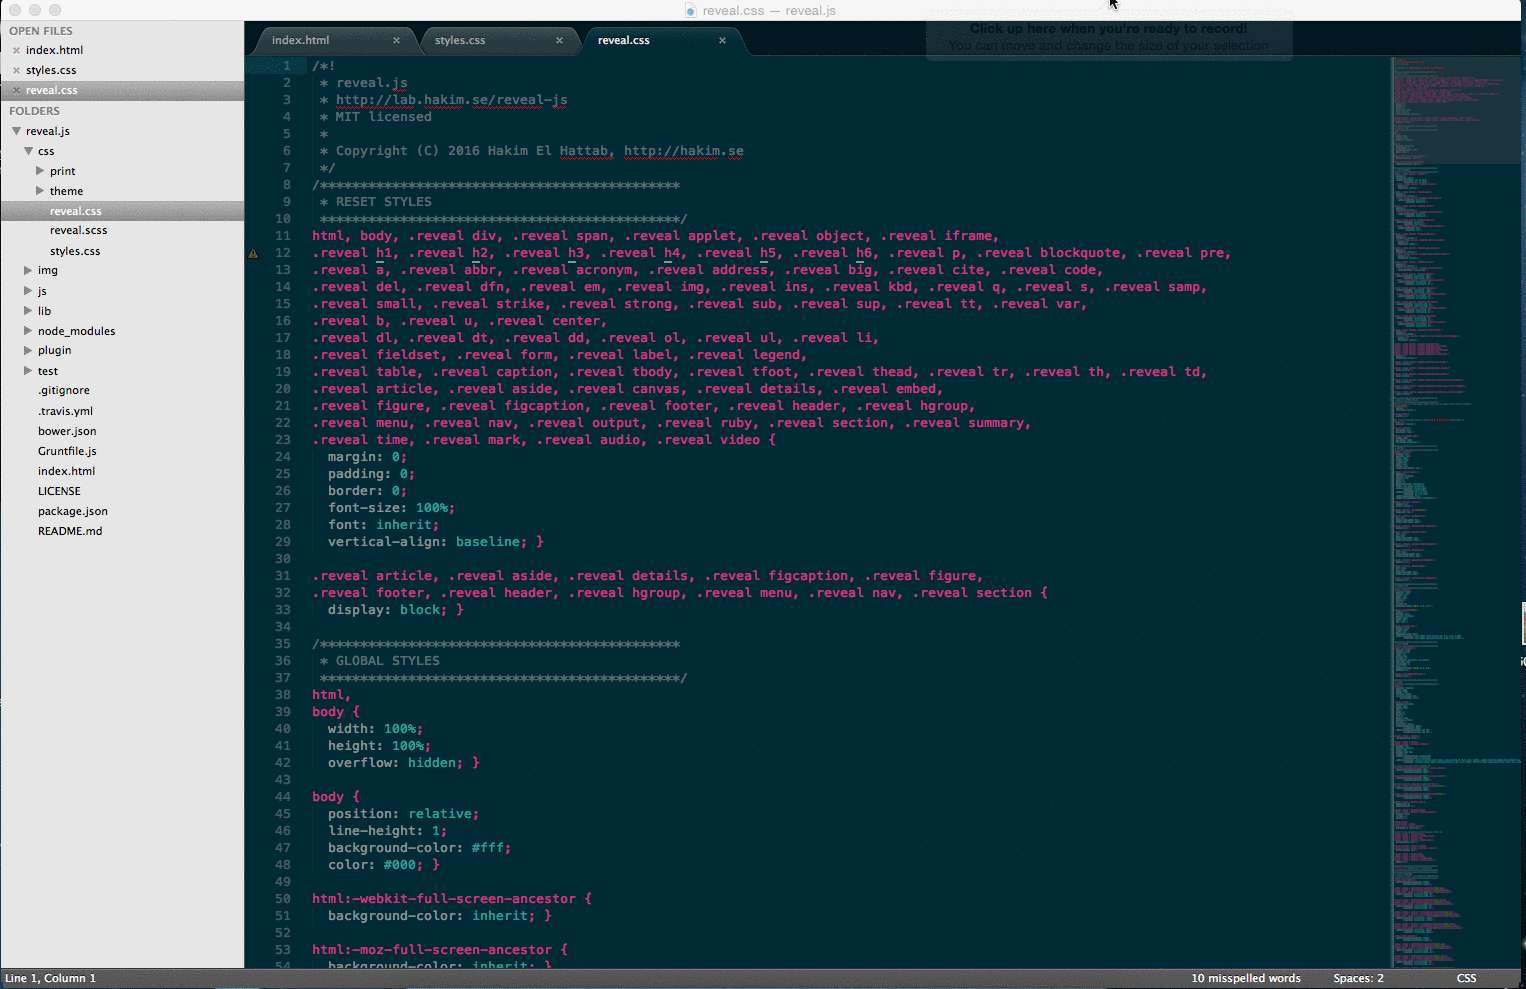 reveal.css — reveal.js
OPEN FILES
index.html
styles.css
reveal.css
FOLDERS
reveal.js
css
print
theme
reveal.css
reveal.scss
styles.css
img
js
lib
node_modules
plugin
test
.gitignore
.travis.yml
bower.json
Gruntfile.js
index.html
LICENSE
package.json
README.md
index.html
styles.css
reveal.css
Click up here when you're ready to record!
You can move and change the size of your selection
1 /*!
2 * reveal.js
3 * http://lab.hakim.se/reveal-js
4 * MIT licensed
5 *
6 * Copyright (C) 2016 Hakim El Hattab, http://hakim.se
7 */
8 /*********************************************
9 * RESET STYLES
10 *********************************************/
11 html, body, .reveal div, .reveal span, .reveal applet, .reveal object, .reveal iframe,
12 .reveal h1, .reveal h2, .reveal h3, .reveal h4, .reveal h5, .reveal h6, .reveal p, .reveal blockquote, .reveal pre,
13 .reveal a, .reveal abbr, .reveal acronym, .reveal address, .reveal big, .reveal cite, .reveal code,
14 .reveal del, .reveal dfn, .reveal em, .reveal img, .reveal ins, .reveal kbd, .reveal q, .reveal s, .reveal samp,
15 .reveal small, .reveal strike, .reveal strong, .reveal sub, .reveal sup, .reveal tt, .reveal var,
16 .reveal b, .reveal u, .reveal center,
17 .reveal dl, .reveal dt, .reveal dd, .reveal ol, .reveal ul, .reveal li,
18 .reveal fieldset, .reveal form, .reveal label, .reveal legend,
19 .reveal table, .reveal caption, .reveal tbody, .reveal tfoot, .reveal thead, .reveal tr, .reveal th, .reveal td,
20 .reveal article, .reveal aside, .reveal canvas, .reveal details, .reveal embed,
21 .reveal figure, .reveal figcaption, .reveal footer, .reveal header, .reveal hgroup,
22 .reveal menu, .reveal nav, .reveal output, .reveal ruby, .reveal section, .reveal summary,
23 .reveal time, .reveal mark, .reveal audio, .reveal video {
24 margin: 0;
25 padding: 0;
26 border: 0;
27 font-size: 100%;
28 font: inherit;
29 vertical-align: baseline; }
30
31 .reveal article, .reveal aside, .reveal details, .reveal figcaption, .reveal figure,
32 .reveal footer, .reveal header, .reveal hgroup, .reveal menu, .reveal nav, .reveal section {
33 display: block; }
34
35 /*********************************************
36 * GLOBAL STYLES
37 *********************************************/
38 html,
39 body {
40 width: 100%;
41 height: 100%;
42 overflow: hidden; }
43
44 body {
45 position: relative;
46 line-height: 1;
47 background-color: #fff;
48 color: #000; }
49
50 html:-webkit-full-screen-ancestor {
51 background-color: inherit; }
52
53 html:-moz-full-screen-ancestor {
54 background-color: inherit; }
Line 1, Column 1
10 misspelled words
Spaces: 2
CSS